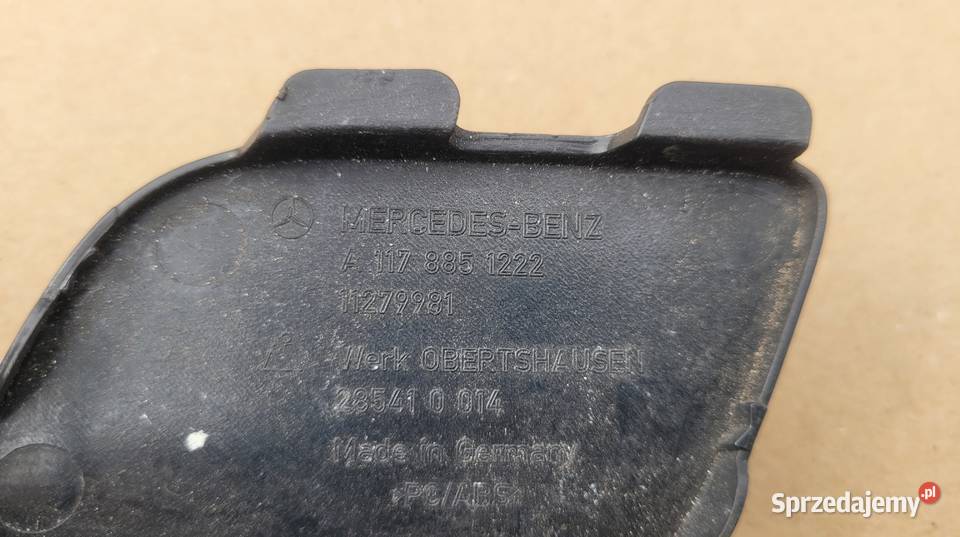 MERCEDES-BENZ
A 117 885 1222
11279981
Werk OBERTSHAUSEN
28541 0 014
Made in Germany
>PC/ABS<
Sprzedajemy.pl